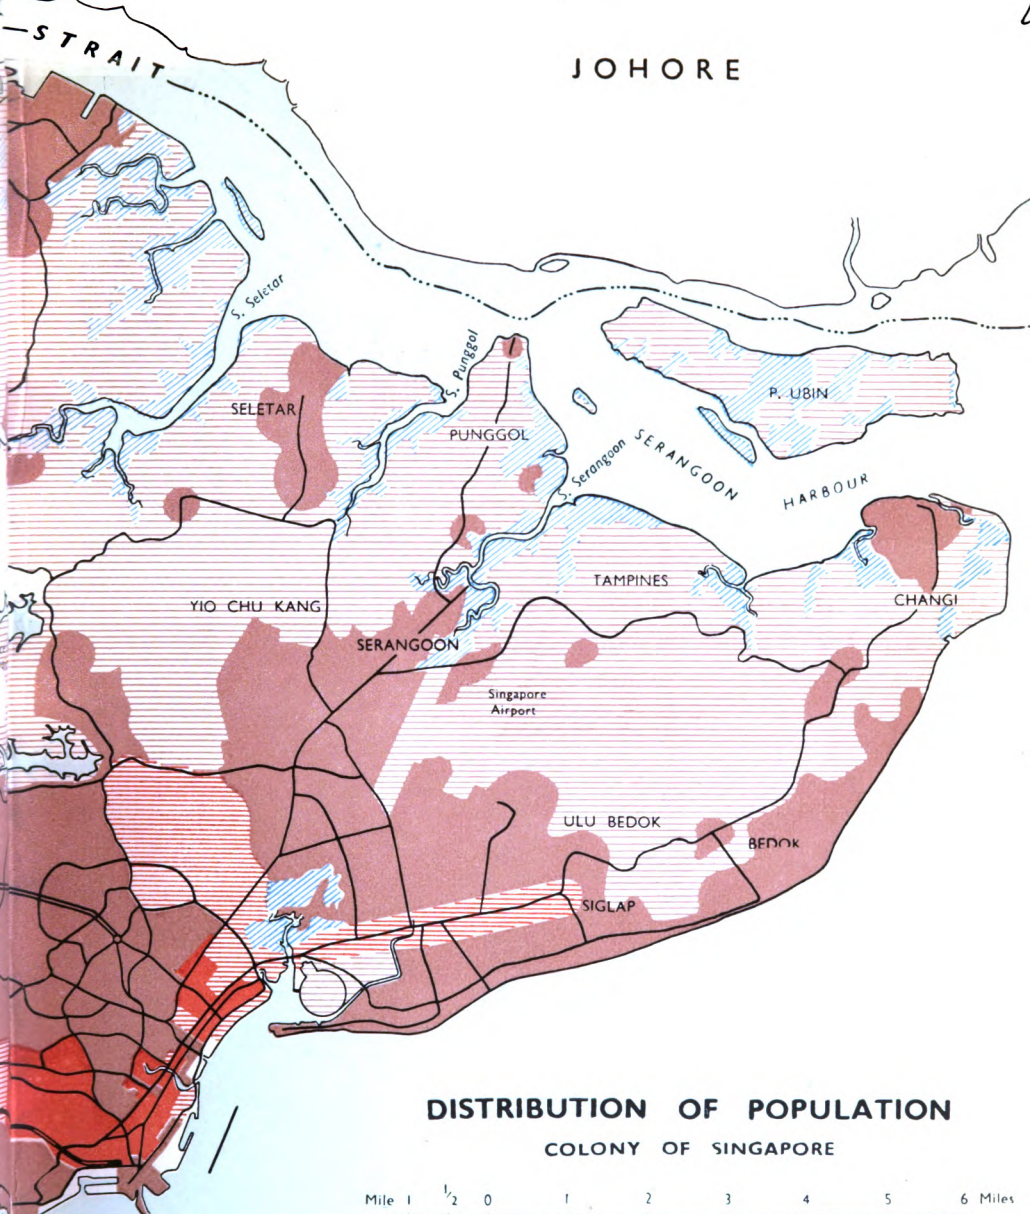 STRAIT
JOHORE
S. Seletar
S. Punggol
P. UBIN
SELETAR
PUNGGOL
S. Serangoon
SERANGOON HARBOUR
TAMPINES
CHANGI
YIO CHU KANG
SERANGOON
Singapore
Airport
ULU BEDOK
BEDOK
SIGLAP
DISTRIBUTION OF POPULATION
COLONY OF SINGAPORE
Mile 1 ½ 0 1 2 3 4 5 6 Miles